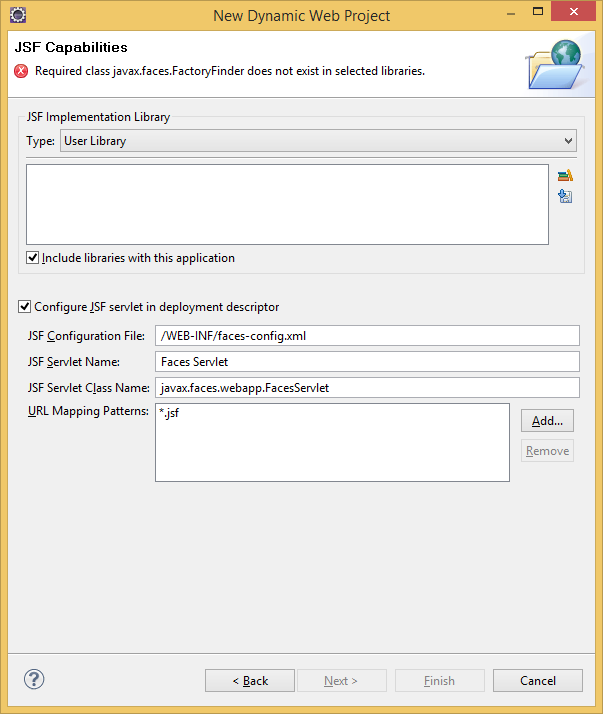 New Dynamic Web Project
JSF Capabilities
Required class javax.faces.FactoryFinder does not exist in selected libraries.
JSF Implementation Library
Type: User Library
Include libraries with this application
Configure JSF servlet in deployment descriptor
JSF Configuration File: /WEB-INF/faces-config.xml
JSF Servlet Name: Faces Servlet
JSF Servlet Class Name: javax.faces.webapp.FacesServlet
URL Mapping Patterns: *.jsf
Add...
Remove
< Back Next > Finish Cancel